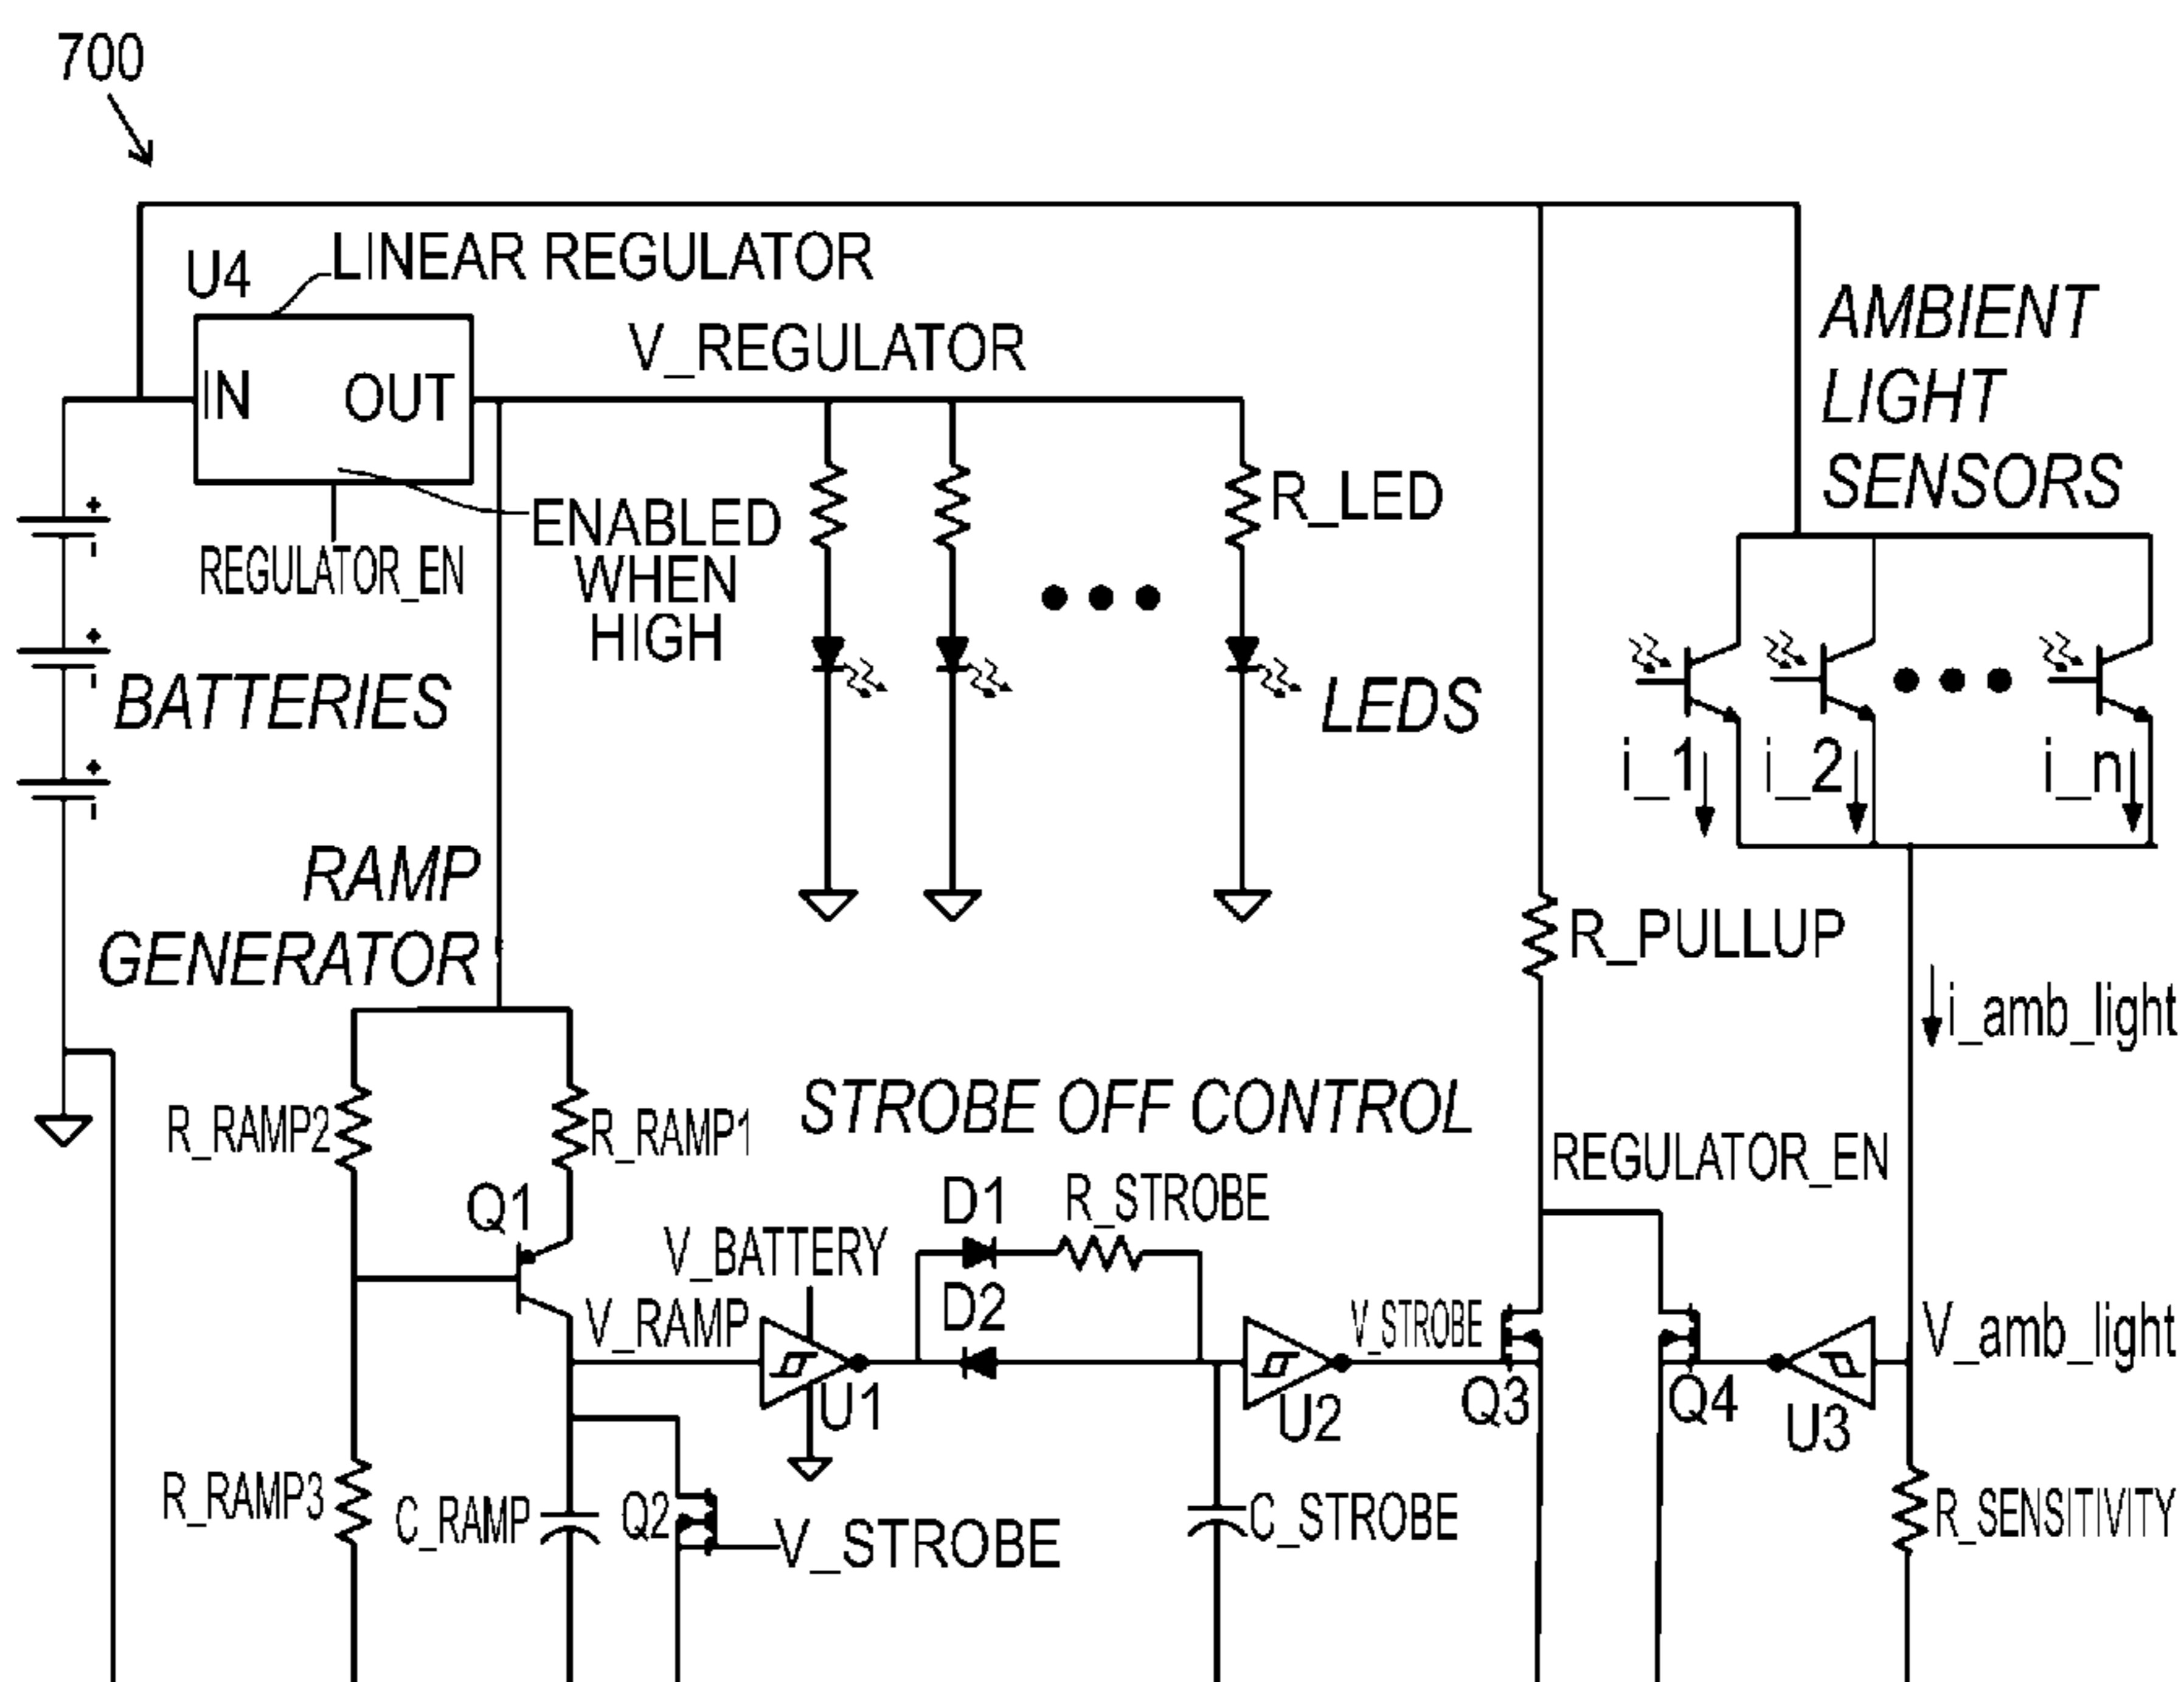 700
U4
LINEAR REGULATOR
V_REGULATOR
IN
OUT
REGULATOR_EN
ENABLED
WHEN
HIGH
R_LED
LEDS
AMBIENT
LIGHT
SENSORS
BATTERIES
i_1
i_2
i_n
RAMP
GENERATOR
R_PULLUP
i_amb_light
R_RAMP2
R_RAMP1
STROBE OFF CONTROL
REGULATOR_EN
Q1
V_BATTERY
D1
R_STROBE
D2
V_RAMP
U1
U2
V_STROBE
Q3
Q4
U3
V_amb_light
R_RAMP3
C_RAMP
Q2
V_STROBE
C_STROBE
R_SENSITIVITY